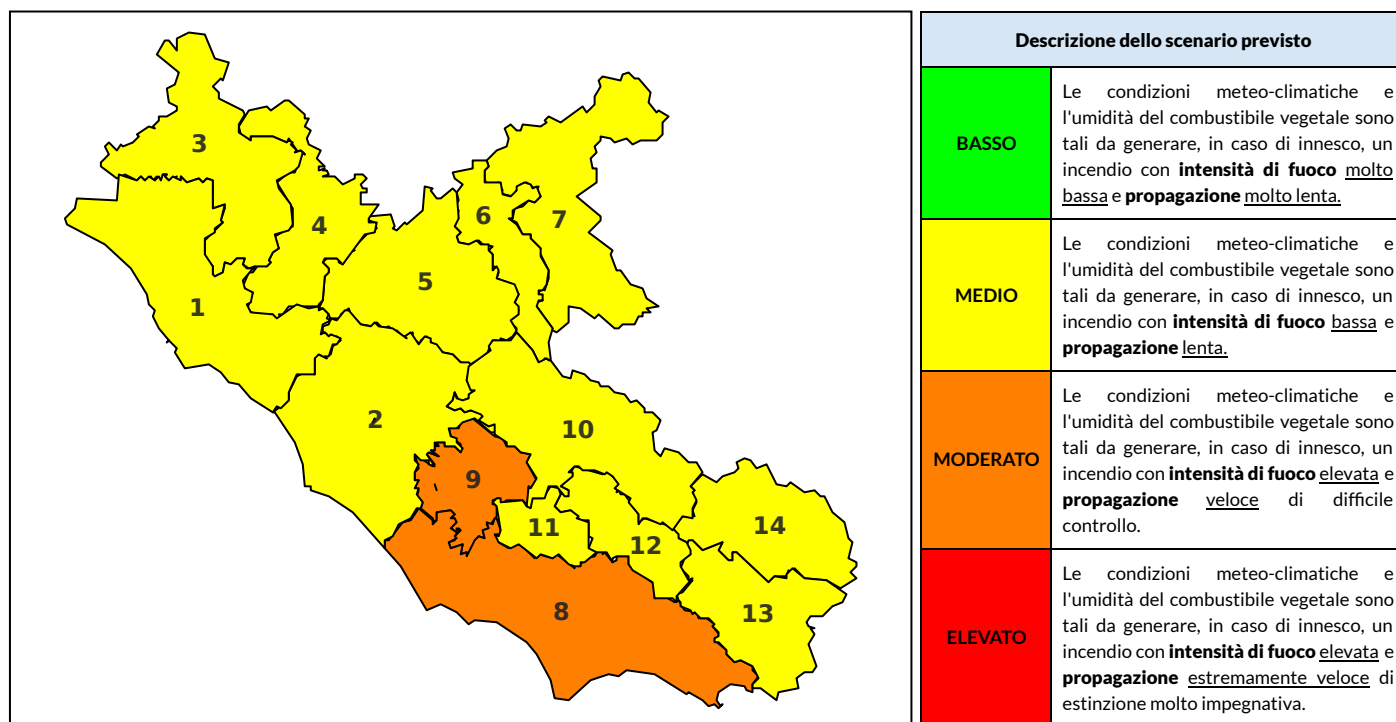 3
4
6
7
5
1
2
10
9
11
12
14
8
13
Descrizione dello scenario previsto
BASSO
Le condizioni meteo-climatiche e
l'umidità del combustibile vegetale sono
tali da generare, in caso di innesco, un
incendio con intensità di fuoco molto
bassa e propagazione molto lenta.
MEDIO
Le condizioni meteo-climatiche e
l'umidità del combustibile vegetale sono
tali da generare, in caso di innesco, un
incendio con intensità di fuoco bassa e
propagazione lenta.
MODERATO
Le condizioni meteo-climatiche e
l'umidità del combustibile vegetale sono
tali da generare, in caso di innesco, un
incendio con intensità di fuoco elevata e
propagazione veloce di difficile
controllo.
ELEVATO
Le condizioni meteo-climatiche e
l'umidità del combustibile vegetale sono
tali da generare, in caso di innesco, un
incendio con intensità di fuoco elevata e
propagazione estremamente veloce di
estinzione molto impegnativa.